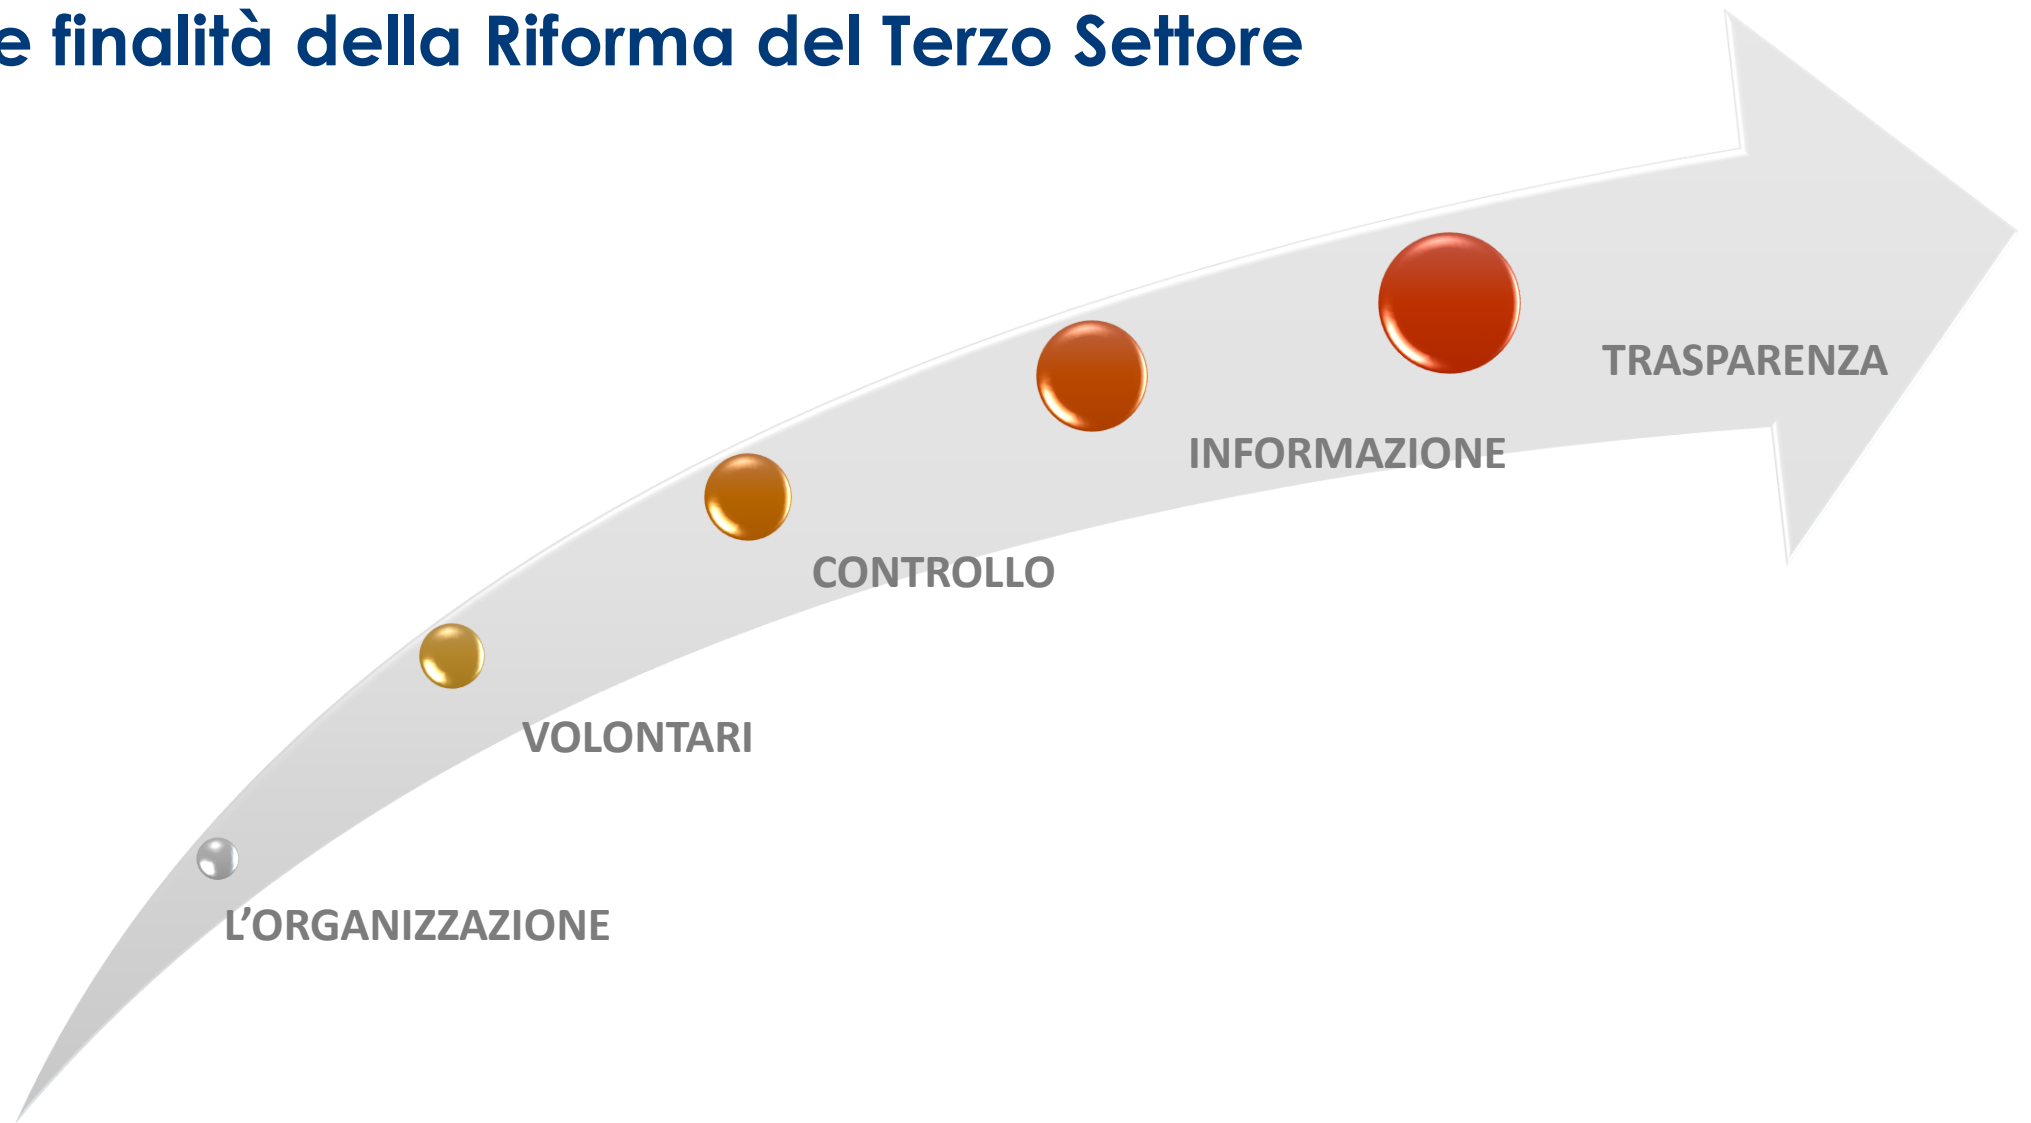 e finalità della Riforma del Terzo Settore
TRASPARENZA
INFORMAZIONE
CONTROLLO
VOLONTARI
L’ORGANIZZAZIONE